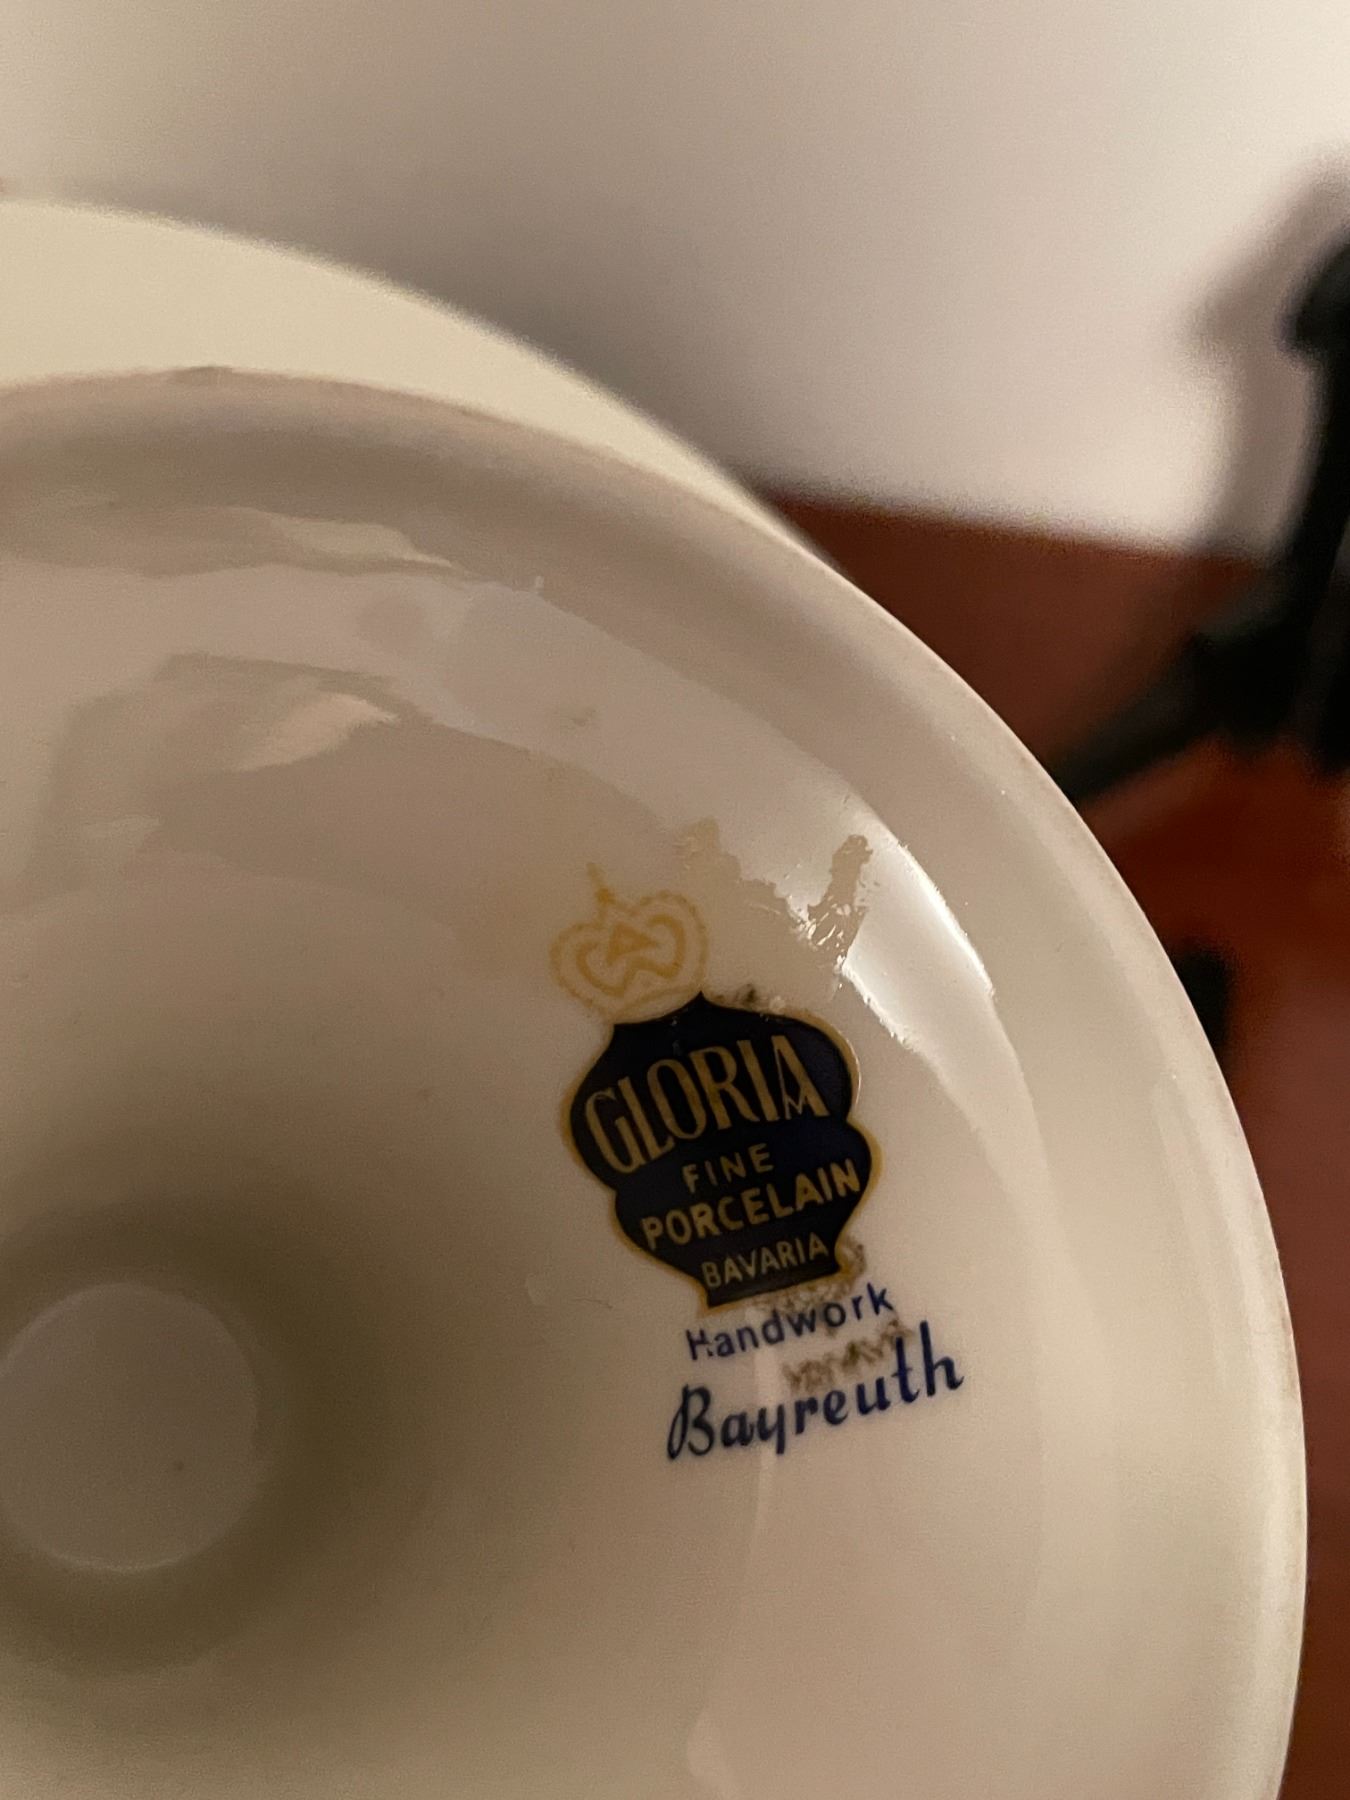 GLORIA
FINE
PORCELAIN
BAVARIA
Handwork
Bayreuth